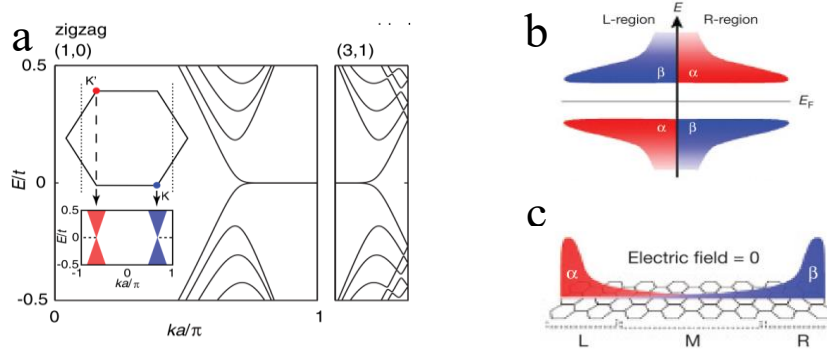 a
zigzag
(1,0)
(3,1)
0.5
0
-0.5
E/t
K'
K
0.5
0
-0.5
E/t
-1 0 1
ka/π
0 1
ka/π
b
L-region
E
R-region
β
α
E_F
α
β
c
Electric field = 0
α
β
L
M
R